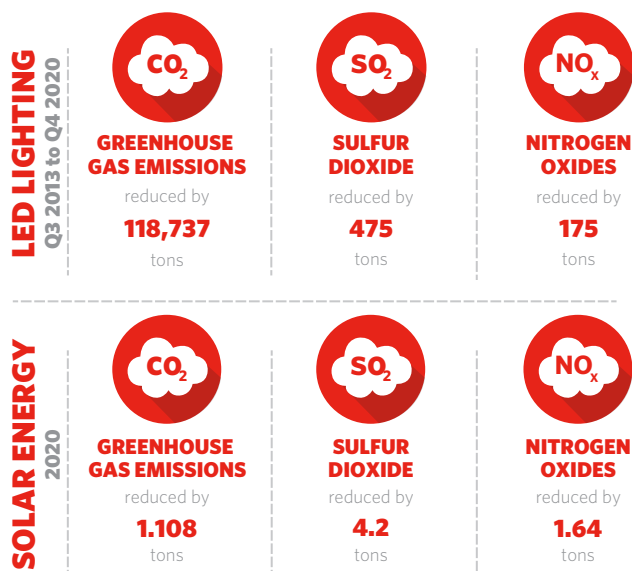 LED LIGHTING
Q3 2013 to Q4 2020
CO2
GREENHOUSE
GAS EMISSIONS
reduced by
118,737
tons
SO2
SULFUR
DIOXIDE
reduced by
475
tons
NOx
NITROGEN
OXIDES
reduced by
175
tons
SOLAR ENERGY
2020
CO2
GREENHOUSE
GAS EMISSIONS
reduced by
1.108
tons
SO2
SULFUR
DIOXIDE
reduced by
4.2
tons
NOx
NITROGEN
OXIDES
reduced by
1.64
tons